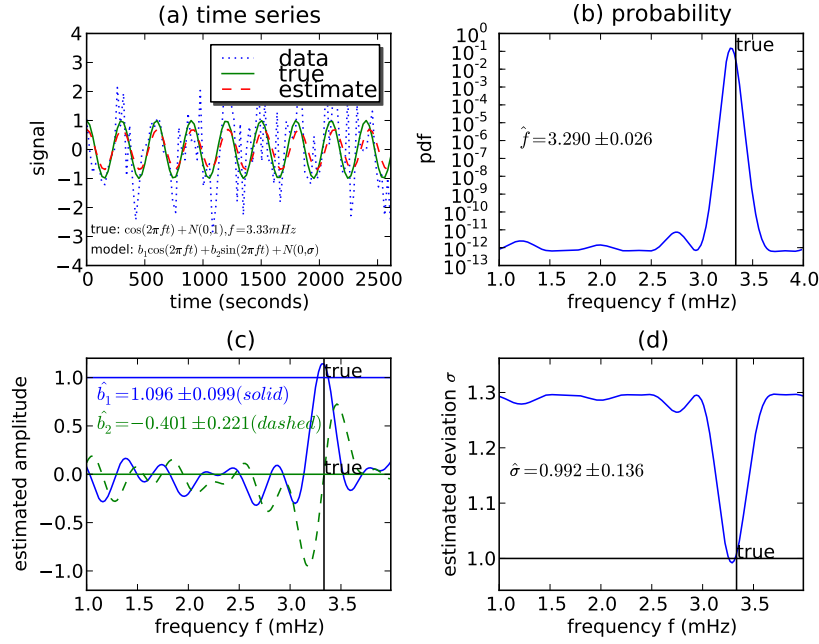 (a) time series
4
3
2
1
0
−1
−2
−3
−4
signal
data
true
estimate
true: cos(2πft)+N(0,1), f=3.33mHz
model: b₁cos(2πft)+b₂sin(2πft)+N(0,σ)
0 500 1000 1500 2000 2500
time (seconds)
(b) probability
10⁰
10⁻¹
10⁻²
10⁻³
10⁻⁴
10⁻⁵
10⁻⁶
10⁻⁷
10⁻⁸
10⁻⁹
10⁻¹⁰
10⁻¹¹
10⁻¹²
10⁻¹³
pdf
true
f̂=3.290±0.026
1.0 1.5 2.0 2.5 3.0 3.5 4.0
frequency f (mHz)
(c)
1.0
0.5
0.0
−0.5
−1.0
estimated amplitude
true
b̂₁=1.096±0.099(solid)
b̂₂=−0.401±0.221(dashed)
true
1.0 1.5 2.0 2.5 3.0 3.5
frequency f (mHz)
(d)
1.3
1.2
1.1
1.0
estimated deviation σ
σ̂=0.992±0.136
true
1.0 1.5 2.0 2.5 3.0 3.5
frequency f (mHz)